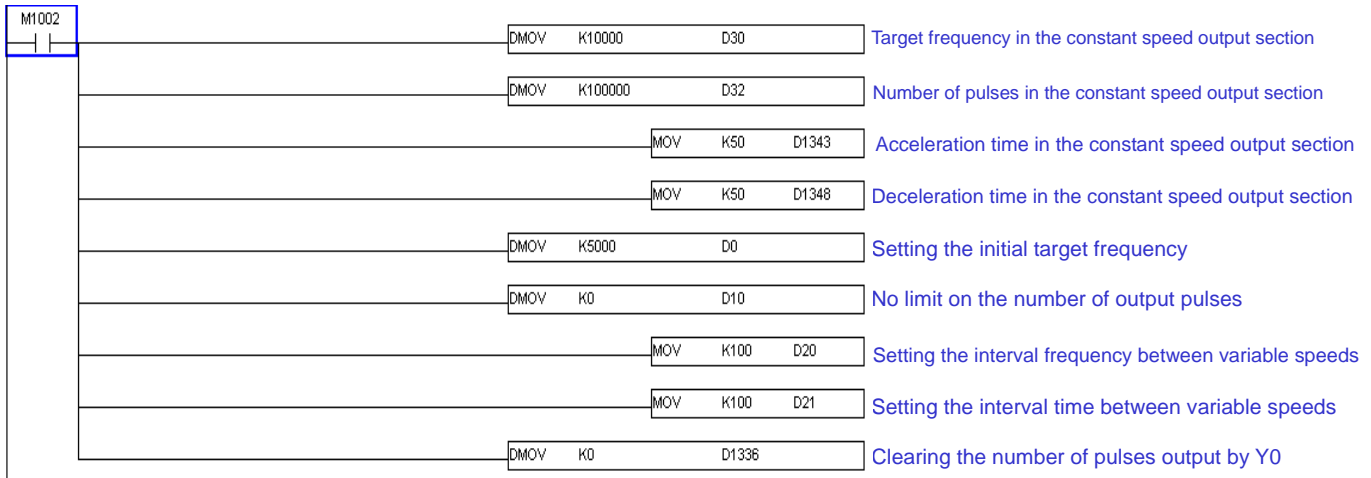 M1002
DMOV K10000 D30 Target frequency in the constant speed output section
DMOV K100000 D32 Number of pulses in the constant speed output section
MOV K50 D1343 Acceleration time in the constant speed output section
MOV K50 D1348 Deceleration time in the constant speed output section
DMOV K5000 D0 Setting the initial target frequency
DMOV K0 D10 No limit on the number of output pulses
MOV K100 D20 Setting the interval frequency between variable speeds
MOV K100 D21 Setting the interval time between variable speeds
DMOV K0 D1336 Clearing the number of pulses output by Y0